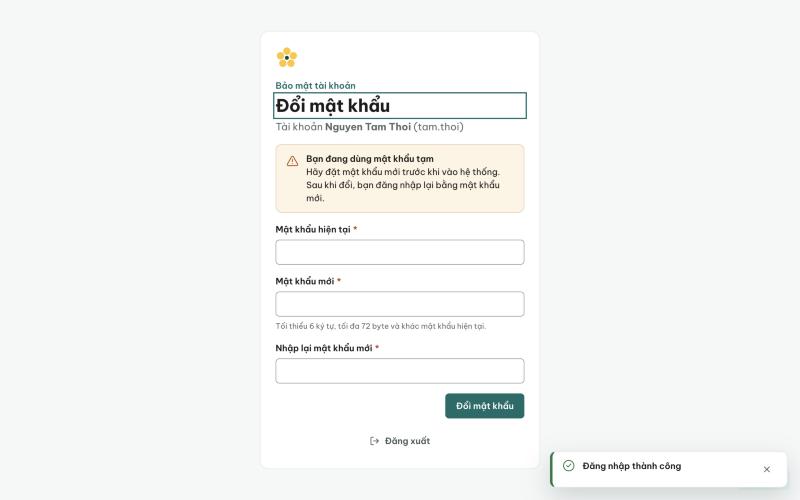 Bảo mật tài khoản
Đổi mật khẩu
Tài khoản Nguyen Tam Thoi (tam.thoi)
Bạn đang dùng mật khẩu tạm
Hãy đặt mật khẩu mới trước khi vào hệ thống.
Sau khi đổi, bạn đăng nhập lại bằng mật khẩu
mới.
Mật khẩu hiện tại *
Mật khẩu mới *
Tối thiểu 6 ký tự, tối đa 72 byte và khác mật khẩu hiện tại.
Nhập lại mật khẩu mới *
Đổi mật khẩu
Đăng xuất
Đăng nhập thành công